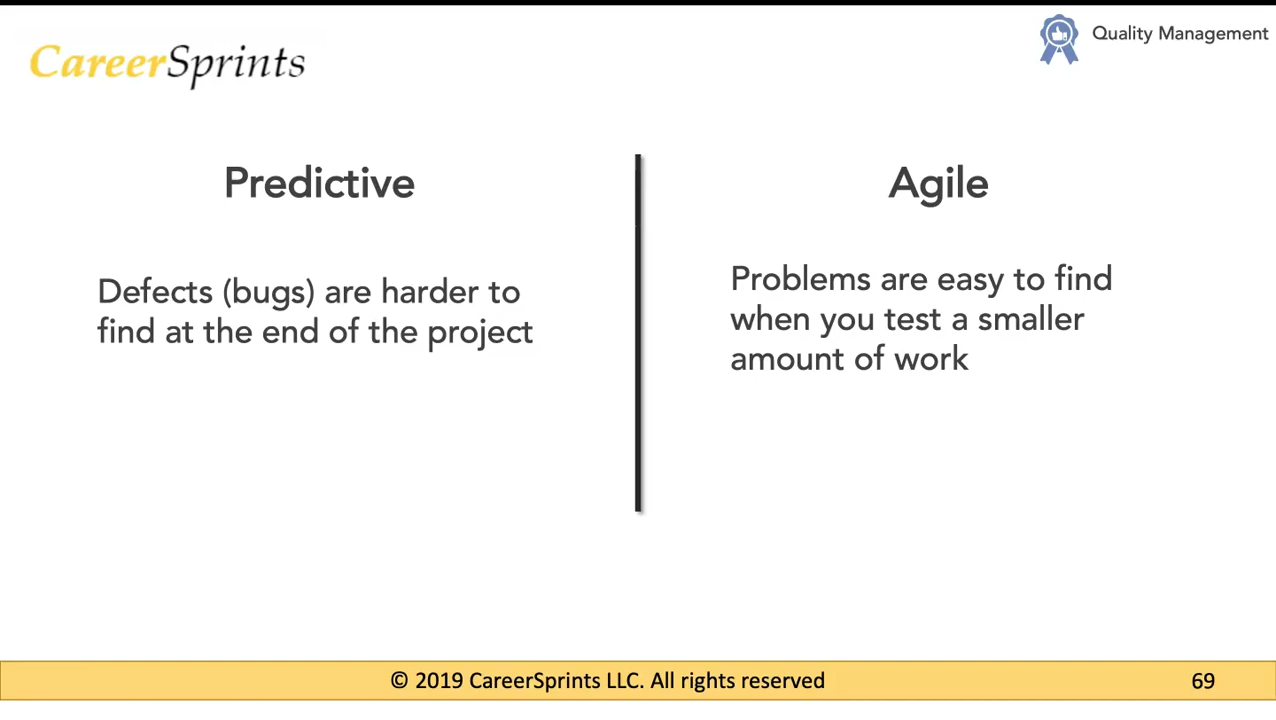 CareerSprints
Quality Management
Predictive
Defects (bugs) are harder to
find at the end of the project
Agile
Problems are easy to find
when you test a smaller
amount of work
© 2019 CareerSprints LLC. All rights reserved
69